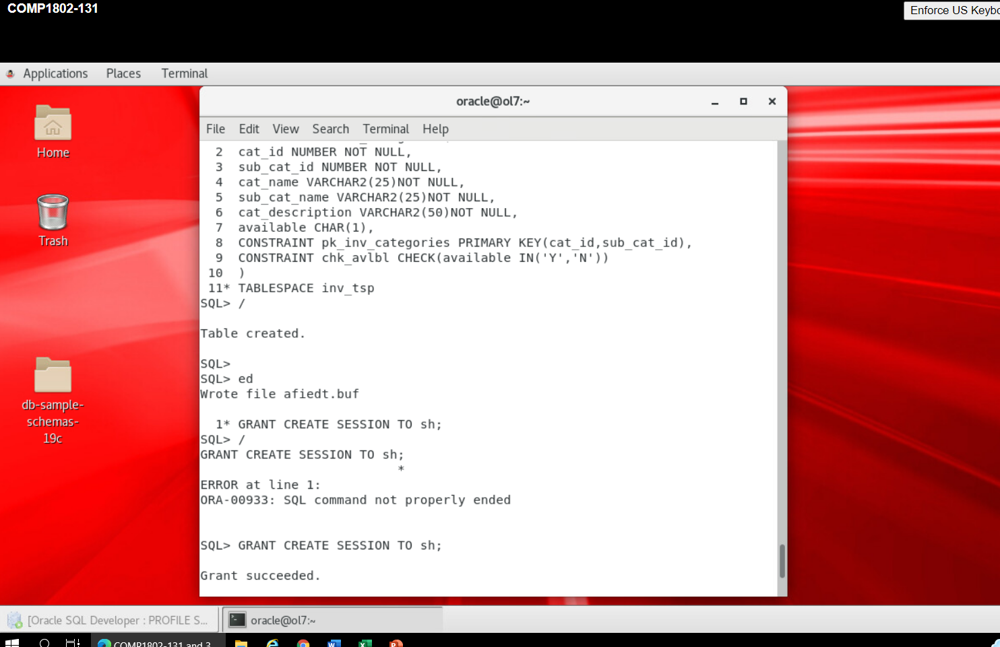 COMP1802-131
Enforce US Keybo
Applications Places Terminal
oracle@ol7:~
File Edit View Search Terminal Help
Home
Trash
db-sample-
schemas-
19c
2 cat_id NUMBER NOT NULL,
3 sub_cat_id NUMBER NOT NULL,
4 cat_name VARCHAR2(25)NOT NULL,
5 sub_cat_name VARCHAR2(25)NOT NULL,
6 cat_description VARCHAR2(50)NOT NULL,
7 available CHAR(1),
8 CONSTRAINT pk_inv_categories PRIMARY KEY(cat_id,sub_cat_id),
9 CONSTRAINT chk_avlbl CHECK(available IN('Y','N'))
10 )
11* TABLESPACE inv_tsp
SQL> /
Table created.
SQL>
SQL> ed
Wrote file afiedt.buf
1* GRANT CREATE SESSION TO sh;
SQL> /
GRANT CREATE SESSION TO sh;
*
ERROR at line 1:
ORA-00933: SQL command not properly ended
SQL> GRANT CREATE SESSION TO sh;
Grant succeeded.
[Oracle SQL Developer : PROFILE S...
oracle@ol7:~
COMP1802-131 and 3